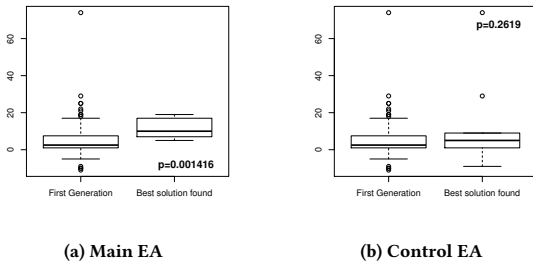 60
40
20
0
p=0.001416
First Generation
Best solution found
(a) Main EA
60
40
20
0
p=0.2619
First Generation
Best solution found
(b) Control EA